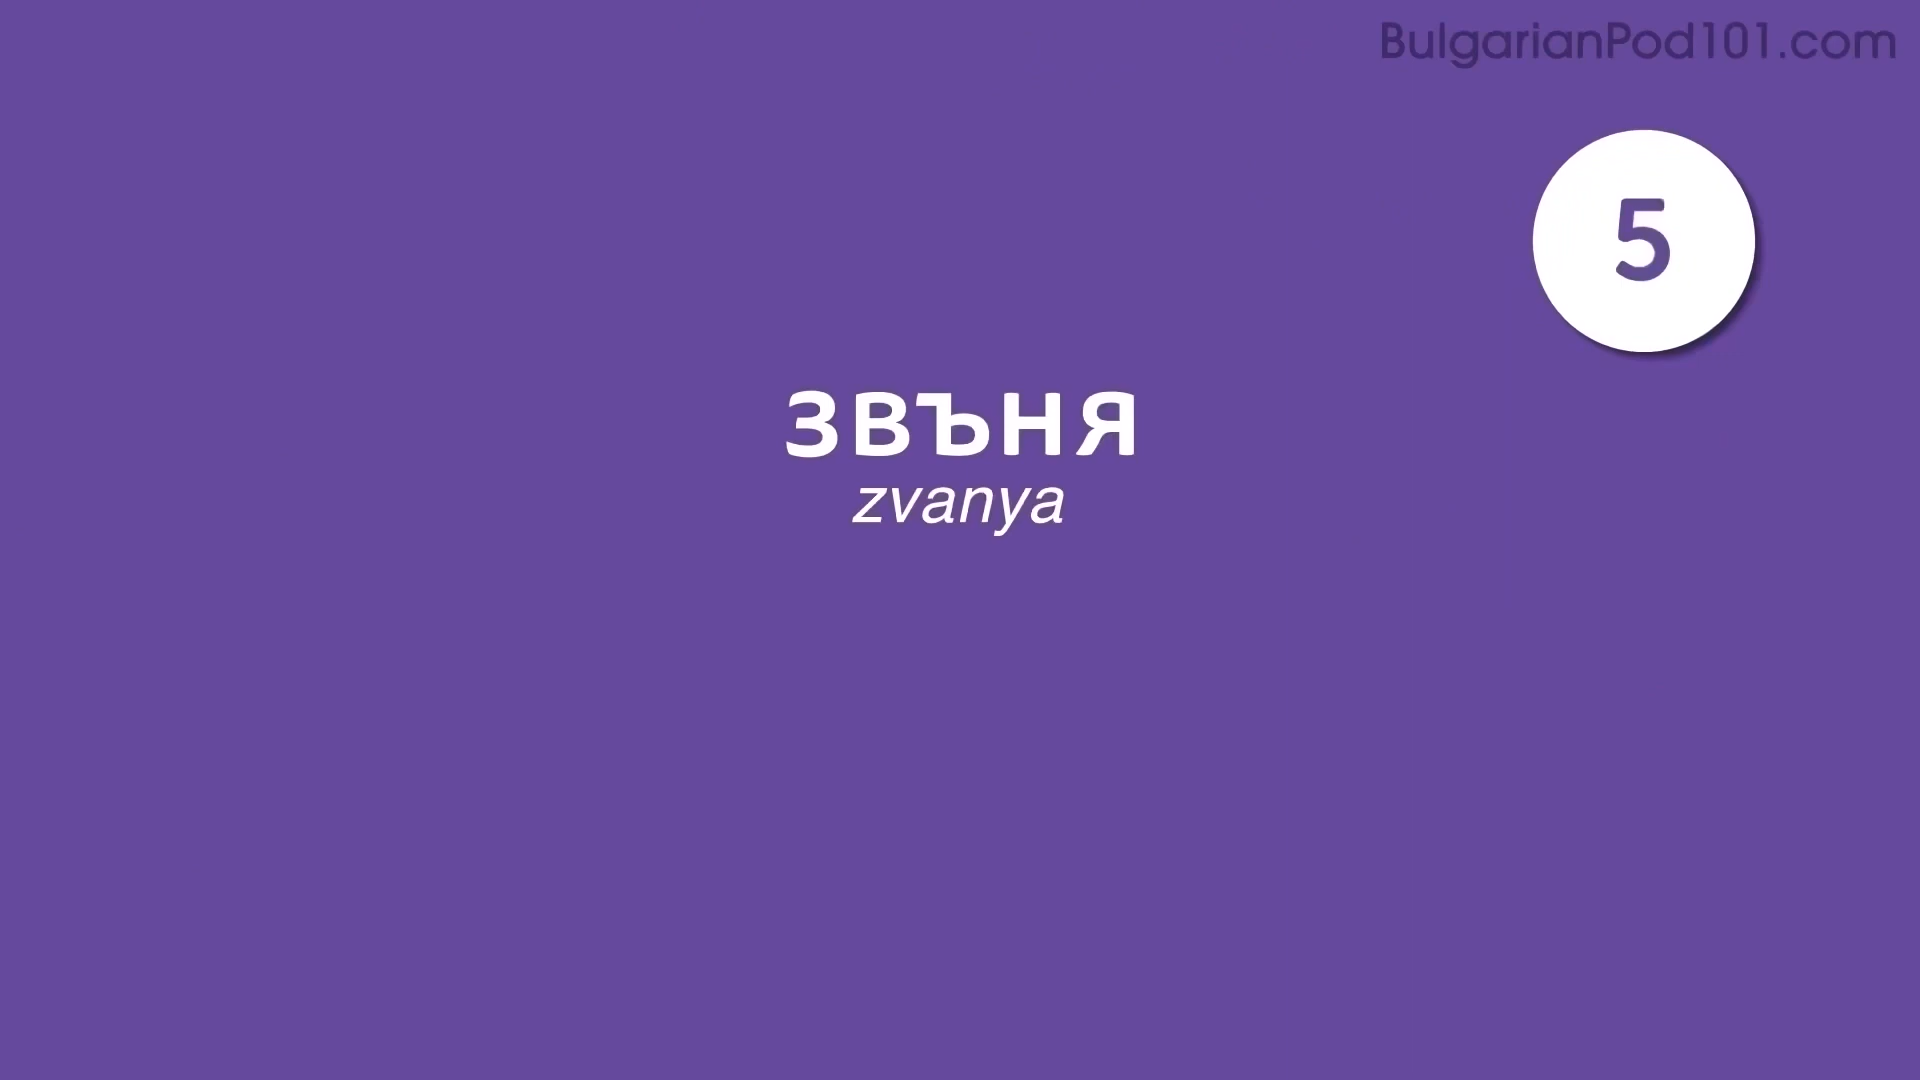 BulgarianPod101.com
5
звъня
zvanya